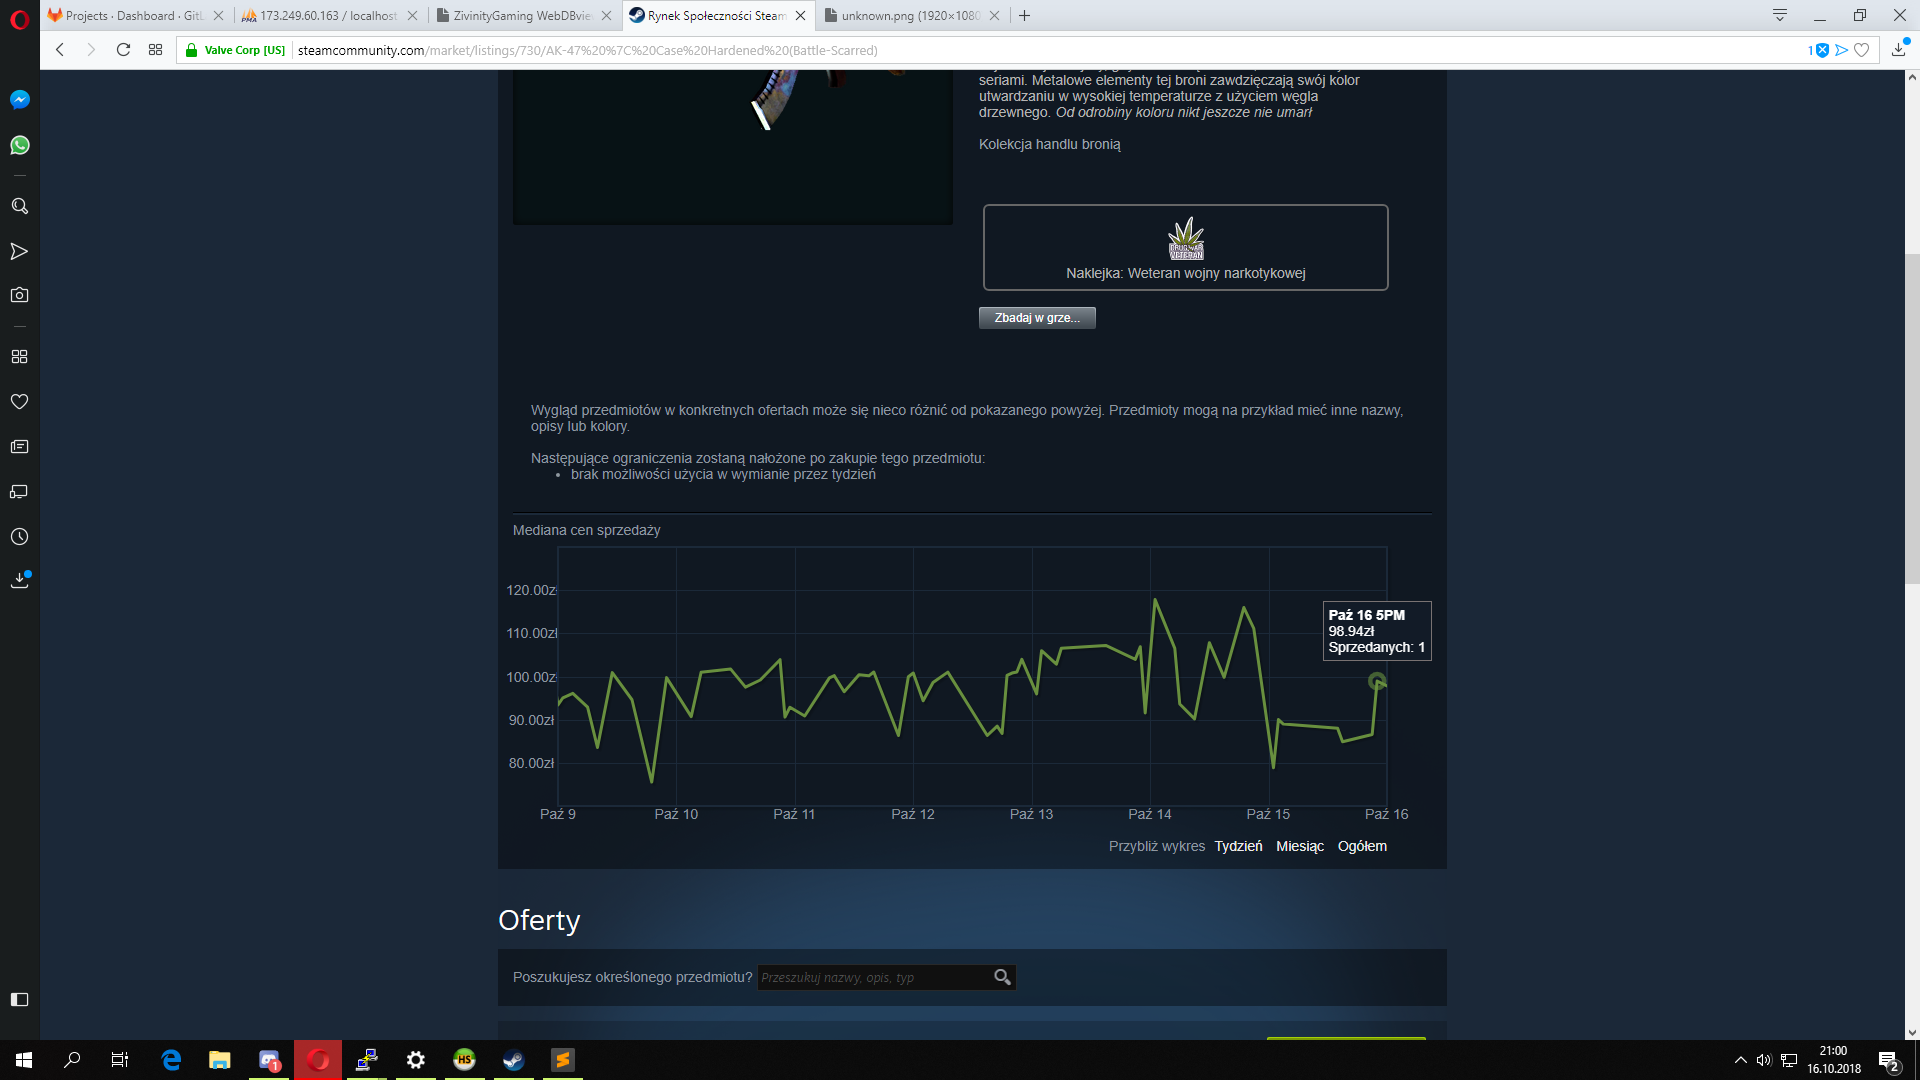 Projects · Dashboard · GitL
173.249.60.163 / localhost
ZivinityGaming WebDBvie
Rynek Społeczności Steam
unknown.png (1920×1080
Valve Corp [US]
steamcommunity.com/market/listings/730/AK-47%20%7C%20Case%20Hardened%20(Battle-Scarred)
1
seriami. Metalowe elementy tej broni zawdzięczają swój kolor
utwardzaniu w wysokiej temperaturze z użyciem węgla
drzewnego. Od odrobiny koloru nikt jeszcze nie umarł
Kolekcja handlu bronią
DRUG WAR
VETERAN
Naklejka: Weteran wojny narkotykowej
Zbadaj w grze...
Wygląd przedmiotów w konkretnych ofertach może się nieco różnić od pokazanego powyżej. Przedmioty mogą na przykład mieć inne nazwy,
opisy lub kolory.
Następujące ograniczenia zostaną nałożone po zakupie tego przedmiotu:
• brak możliwości użycia w wymianie przez tydzień
Mediana cen sprzedaży
120.00zł
110.00zł
100.00zł
90.00zł
80.00zł
Paź 16 5PM
98.94zł
Sprzedanych: 1
Paź 9
Paź 10
Paź 11
Paź 12
Paź 13
Paź 14
Paź 15
Paź 16
Przybliż wykres Tydzień Miesiąc Ogółem
Oferty
Poszukujesz określonego przedmiotu? Przeszukuj nazwy, opis, typ
1
HS
21:00
16.10.2018
2